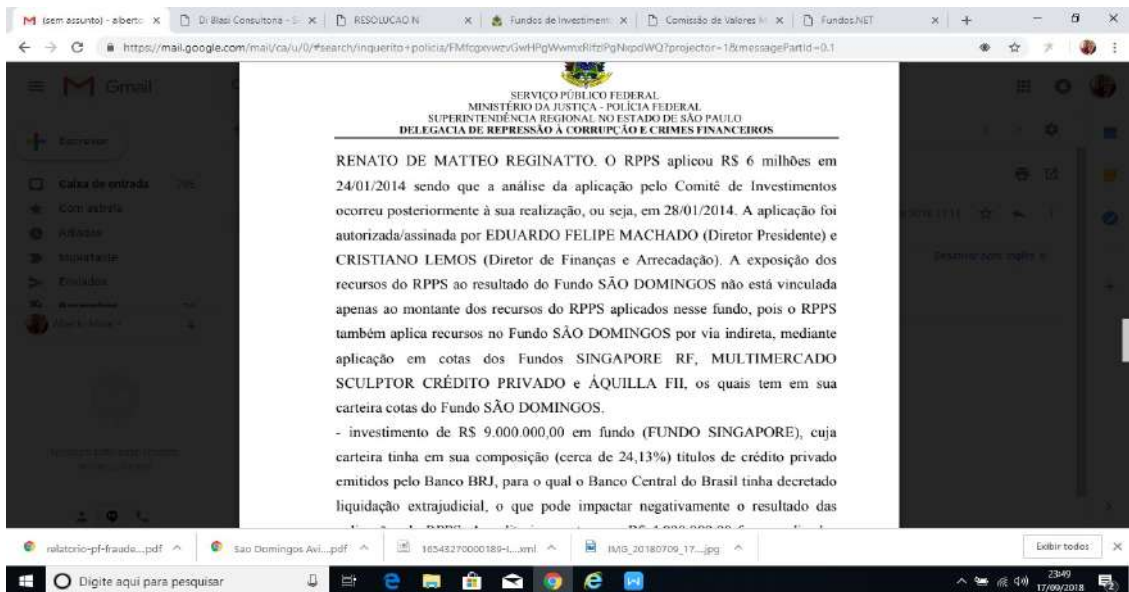 (sem assunto) - alberto
Di Blasi Consultoria - S
RESOLUCAO N
Fundos de Investiment
Comissão de Valores M
Fundos.NET
Gmail
Escrever
Caixa de entrada
Com estrela
Adiados
Importante
Enviados
SERVIÇO PÚBLICO FEDERAL
MINISTÉRIO DA JUSTIÇA - POLÍCIA FEDERAL
SUPERINTENDÊNCIA REGIONAL NO ESTADO DE SÃO PAULO
DELEGACIA DE REPRESSÃO À CORRUPÇÃO E CRIMES FINANCEIROS
RENATO DE MATTEO REGINATTO. O RPPS aplicou R$ 6 milhões em
24/01/2014 sendo que a análise da aplicação pelo Comitê de Investimentos
ocorreu posteriormente à sua realização, ou seja, em 28/01/2014. A aplicação foi
autorizada/assinada por EDUARDO FELIPE MACHADO (Diretor Presidente) e
CRISTIANO LEMOS (Diretor de Finanças e Arrecadação). A exposição dos
recursos do RPPS ao resultado do Fundo SÃO DOMINGOS não está vinculada
apenas ao montante dos recursos do RPPS aplicados nesse fundo, pois o RPPS
também aplica recursos no Fundo SÃO DOMINGOS por via indireta, mediante
aplicação em cotas dos Fundos SINGAPORE RF, MULTIMERCADO
SCULPTOR CRÉDITO PRIVADO e ÁQUILLA FII, os quais tem em sua
carteira cotas do Fundo SÃO DOMINGOS.
- investimento de R$ 9.000.000,00 em fundo (FUNDO SINGAPORE), cuja
carteira tinha em sua composição (cerca de 24,13%) títulos de crédito privado
emitidos pelo Banco BRJ, para o qual o Banco Central do Brasil tinha decretado
liquidação extrajudicial, o que pode impactar negativamente o resultado das
relatorio-pf-fraude....pdf
Sao Domingos Avi....pdf
16543270000189-L....xml
IMG_20180709_17....jpg
Exibir todos
Digite aqui para pesquisar
23:49
17/09/2018